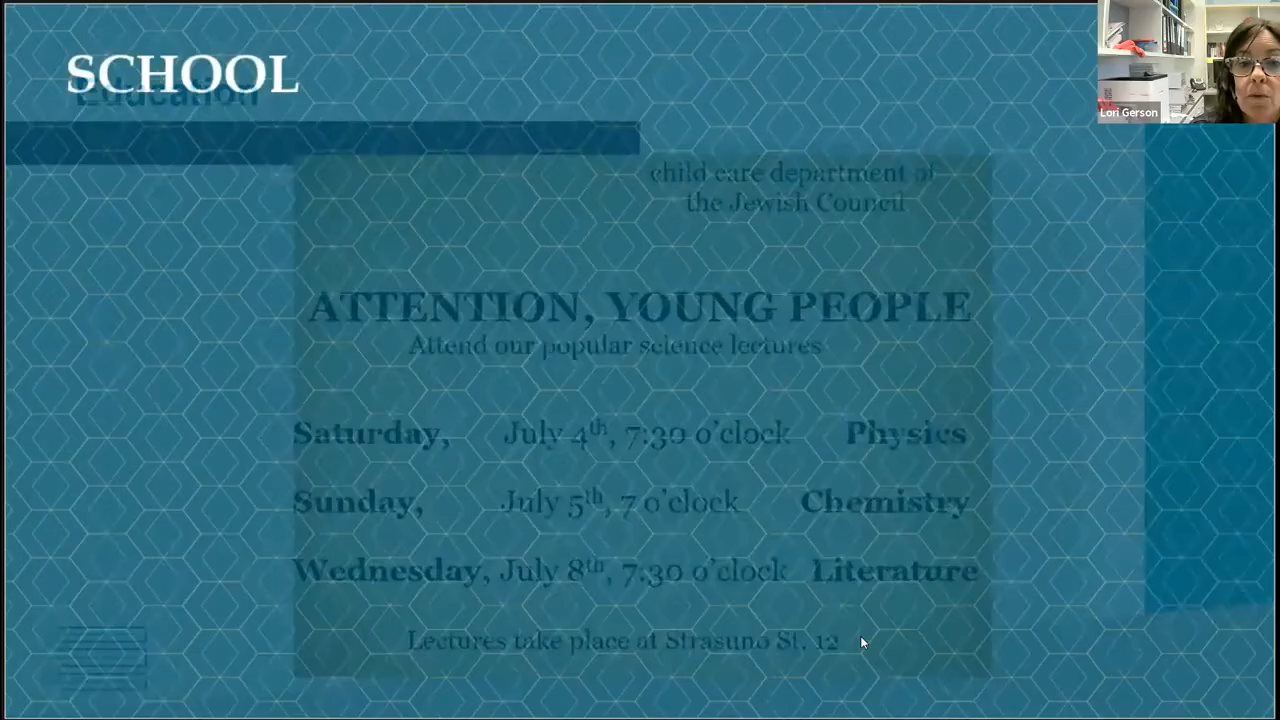 SCHOOL
Education
Lori Gerson
child care department of
the Jewish Council
ATTENTION, YOUNG PEOPLE
Attend our popular science lectures
Saturday, July 4th, 7:30 o'clock Physics
Sunday, July 5th, 7 o'clock Chemistry
Wednesday, July 8th, 7:30 o'clock Literature
Lectures take place at Strasuno St. 12